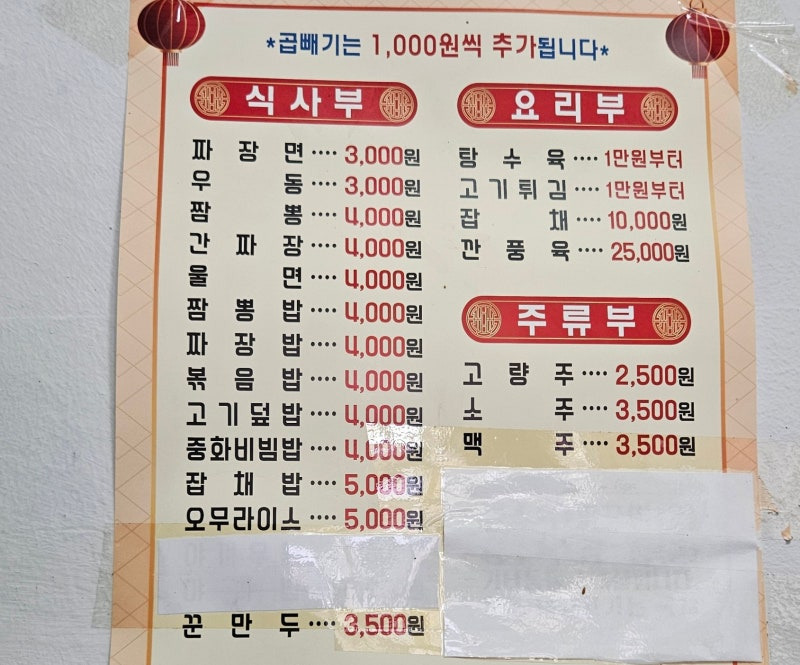 *곱빼기는 1,000원씩 추가됩니다*
식사부
짜장면···· 3,000원
우동···· 3,000원
짬뽕···· 4,000원
간짜장···· 4,000원
울면···· 4,000원
짬뽕밥···· 4,000원
짜장밥···· 4,000원
볶음밥···· 4,000원
고기덮밥···· 4,000원
중화비빔밥···· 4,000원
잡채밥···· 5,000원
오무라이스···· 5,000원
꾼만두···· 3,500원
요리부
탕수육···· 1만원부터
고기튀김···· 1만원부터
잡채···· 10,000원
깐풍육···· 25,000원
주류부
고량주···· 2,500원
소주···· 3,500원
맥주···· 3,500원